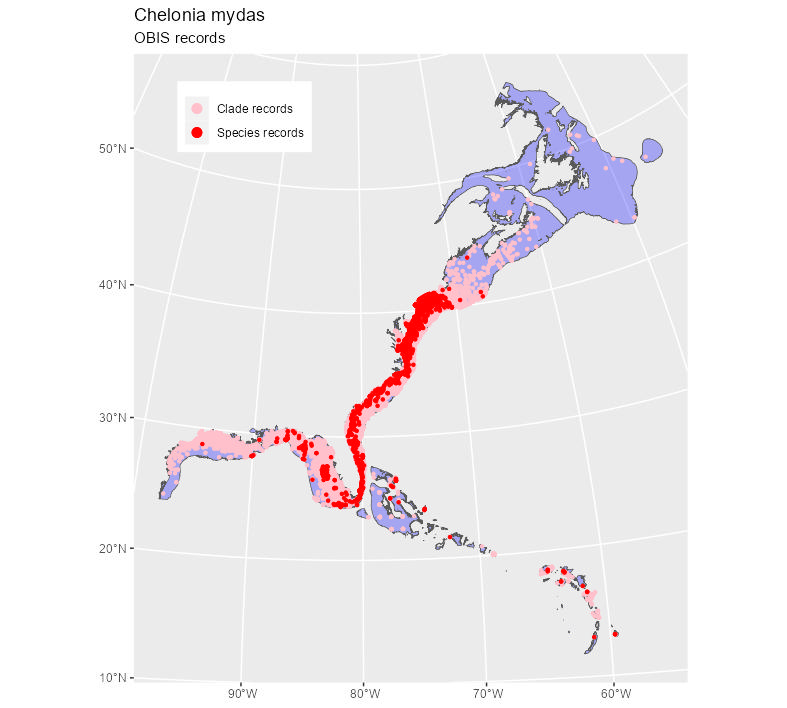 Chelonia mydas
OBIS records
Clade records
Species records
50°N
40°N
30°N
20°N
10°N
90°W
80°W
70°W
60°W